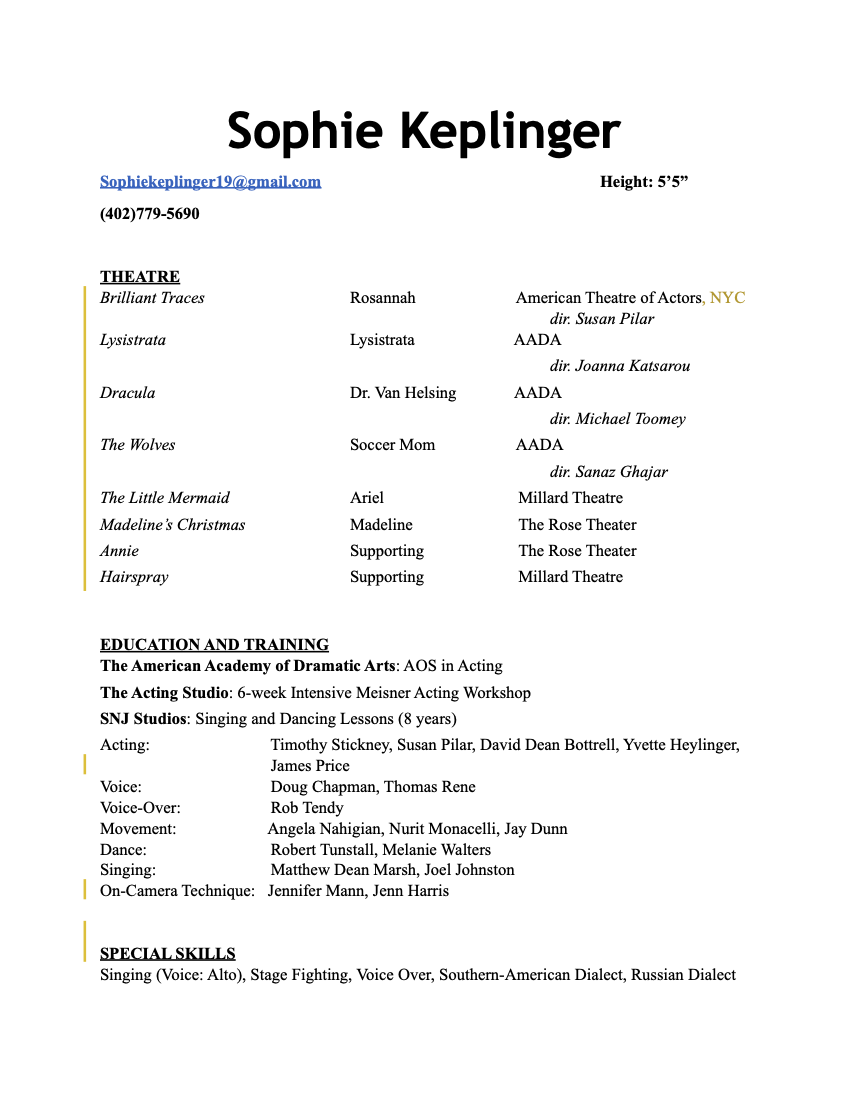 Sophie Keplinger
Sophiekeplinger19@gmail.com Height: 5’5”
(402)779-5690
THEATRE
Brilliant Traces Rosannah American Theatre of Actors, NYC
dir. Susan Pilar
Lysistrata Lysistrata AADA
dir. Joanna Katsarou
Dracula Dr. Van Helsing AADA
dir. Michael Toomey
The Wolves Soccer Mom AADA
dir. Sanaz Ghajar
The Little Mermaid Ariel Millard Theatre
Madeline’s Christmas Madeline The Rose Theater
Annie Supporting The Rose Theater
Hairspray Supporting Millard Theatre
EDUCATION AND TRAINING
The American Academy of Dramatic Arts: AOS in Acting
The Acting Studio: 6-week Intensive Meisner Acting Workshop
SNJ Studios: Singing and Dancing Lessons (8 years)
Acting: Timothy Stickney, Susan Pilar, David Dean Bottrell, Yvette Heylinger,
James Price
Voice: Doug Chapman, Thomas Rene
Voice-Over: Rob Tendy
Movement: Angela Nahigian, Nurit Monacelli, Jay Dunn
Dance: Robert Tunstall, Melanie Walters
Singing: Matthew Dean Marsh, Joel Johnston
On-Camera Technique: Jennifer Mann, Jenn Harris
SPECIAL SKILLS
Singing (Voice: Alto), Stage Fighting, Voice Over, Southern-American Dialect, Russian Dialect